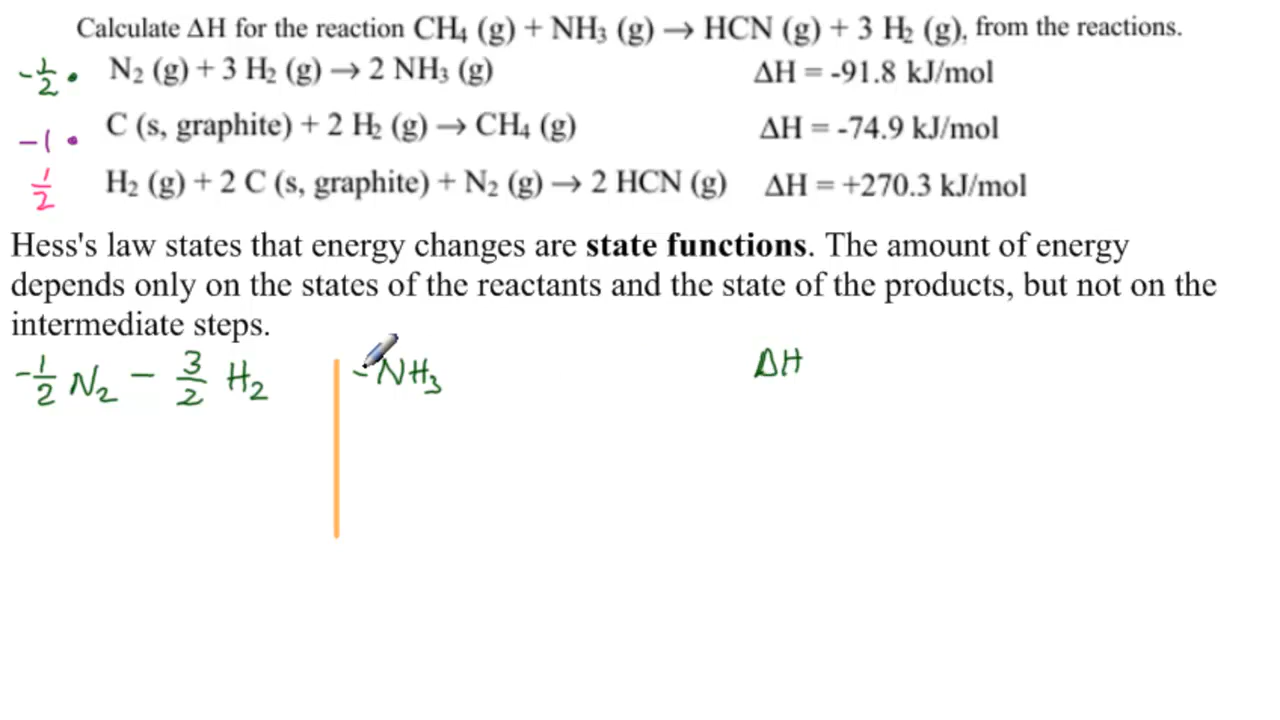 Calculate ΔH for the reaction CH₄ (g) + NH₃ (g) → HCN (g) + 3 H₂ (g), from the reactions.
-½ • N₂ (g) + 3 H₂ (g) → 2 NH₃ (g) ΔH = -91.8 kJ/mol
-1 • C (s, graphite) + 2 H₂ (g) → CH₄ (g) ΔH = -74.9 kJ/mol
½ H₂ (g) + 2 C (s, graphite) + N₂ (g) → 2 HCN (g) ΔH = +270.3 kJ/mol
Hess's law states that energy changes are state functions. The amount of energy
depends only on the states of the reactants and the state of the products, but not on the
intermediate steps.
-½ N₂ - 3/2 H₂ | -NH₃ ΔH